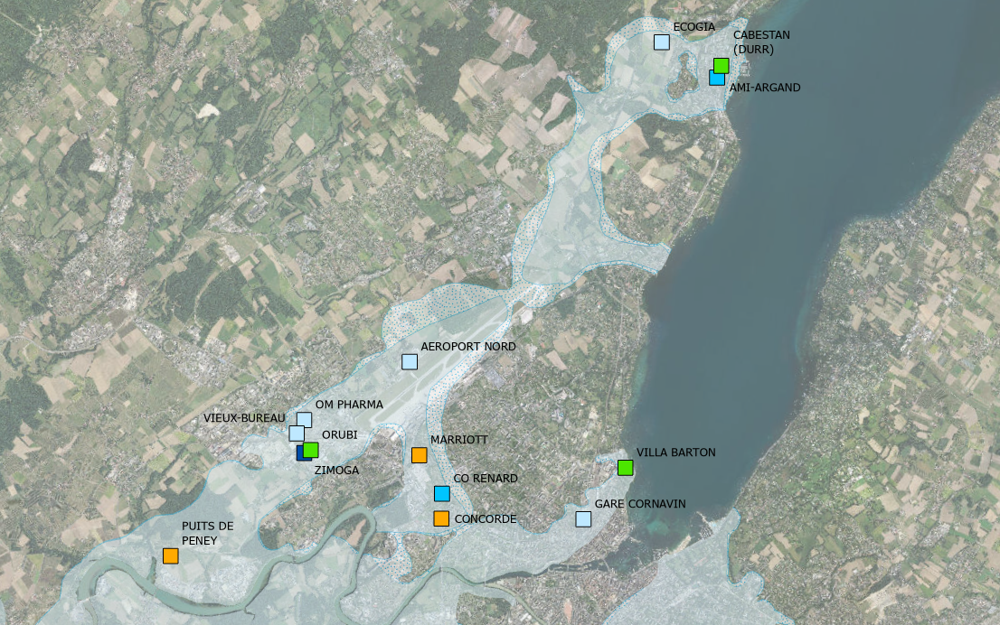 ECOGIA
CABESTAN
(DURR)
AMI-ARGAND
AEROPORT NORD
OM PHARMA
VIEUX-BUREAU
ORUBI
ZIMOGA
MARRIOTT
VILLA BARTON
CO RENARD
GARE CORNAVIN
CONCORDE
PUITS DE
PENEY